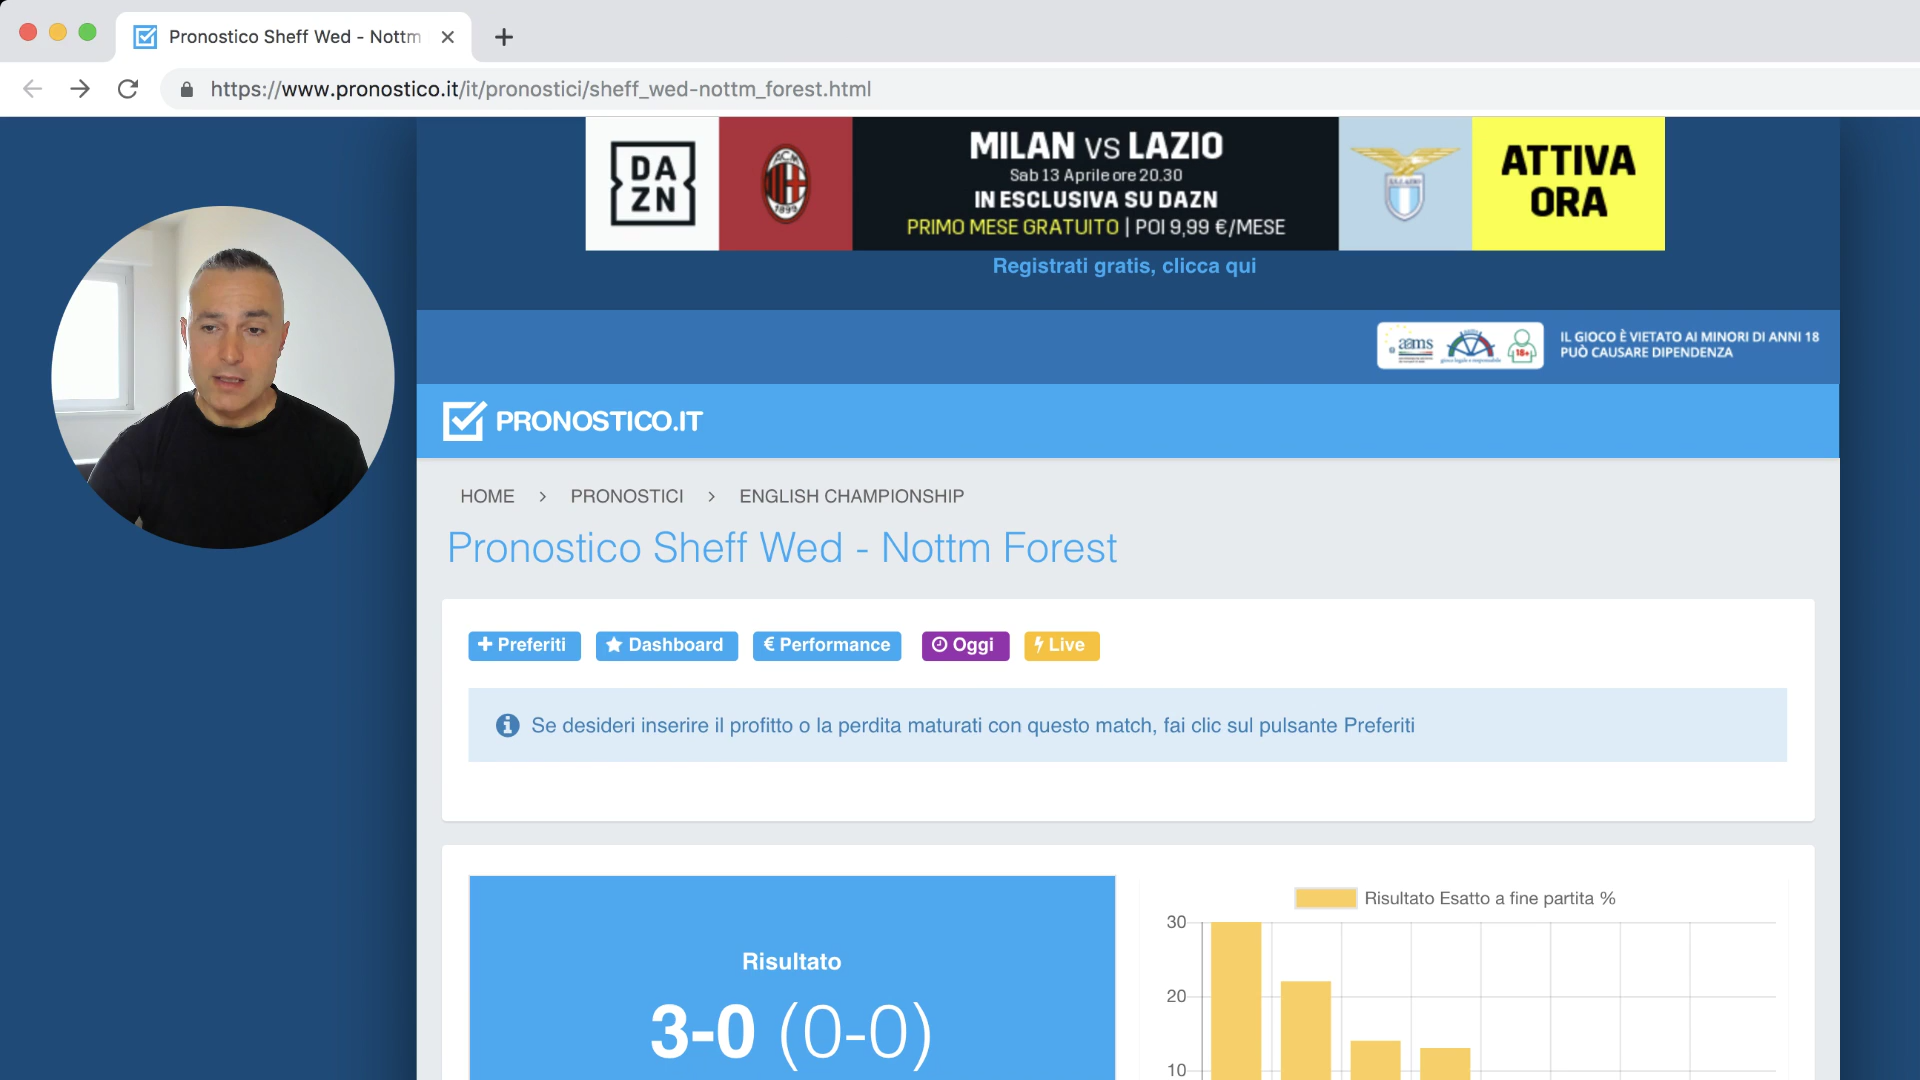 Pronostico Sheff Wed - Nottm
https://www.pronostico.it/it/pronostici/sheff_wed-nottm_forest.html
DA
ZN
ACM
1899
MILAN VS LAZIO
Sab 13 Aprile ore 20.30
IN ESCLUSIVA SU DAZN
PRIMO MESE GRATUITO | POI 9,99 €/MESE
ATTIVA
ORA
Registrati gratis, clicca qui
aams
18+
IL GIOCO È VIETATO AI MINORI DI ANNI 18
PUÒ CAUSARE DIPENDENZA
PRONOSTICO.IT
HOME > PRONOSTICI > ENGLISH CHAMPIONSHIP
Pronostico Sheff Wed - Nottm Forest
Preferiti
Dashboard
€ Performance
Oggi
Live
Se desideri inserire il profitto o la perdita maturati con questo match, fai clic sul pulsante Preferiti
Risultato
3-0 (0-0)
Risultato Esatto a fine partita %
30
20
10